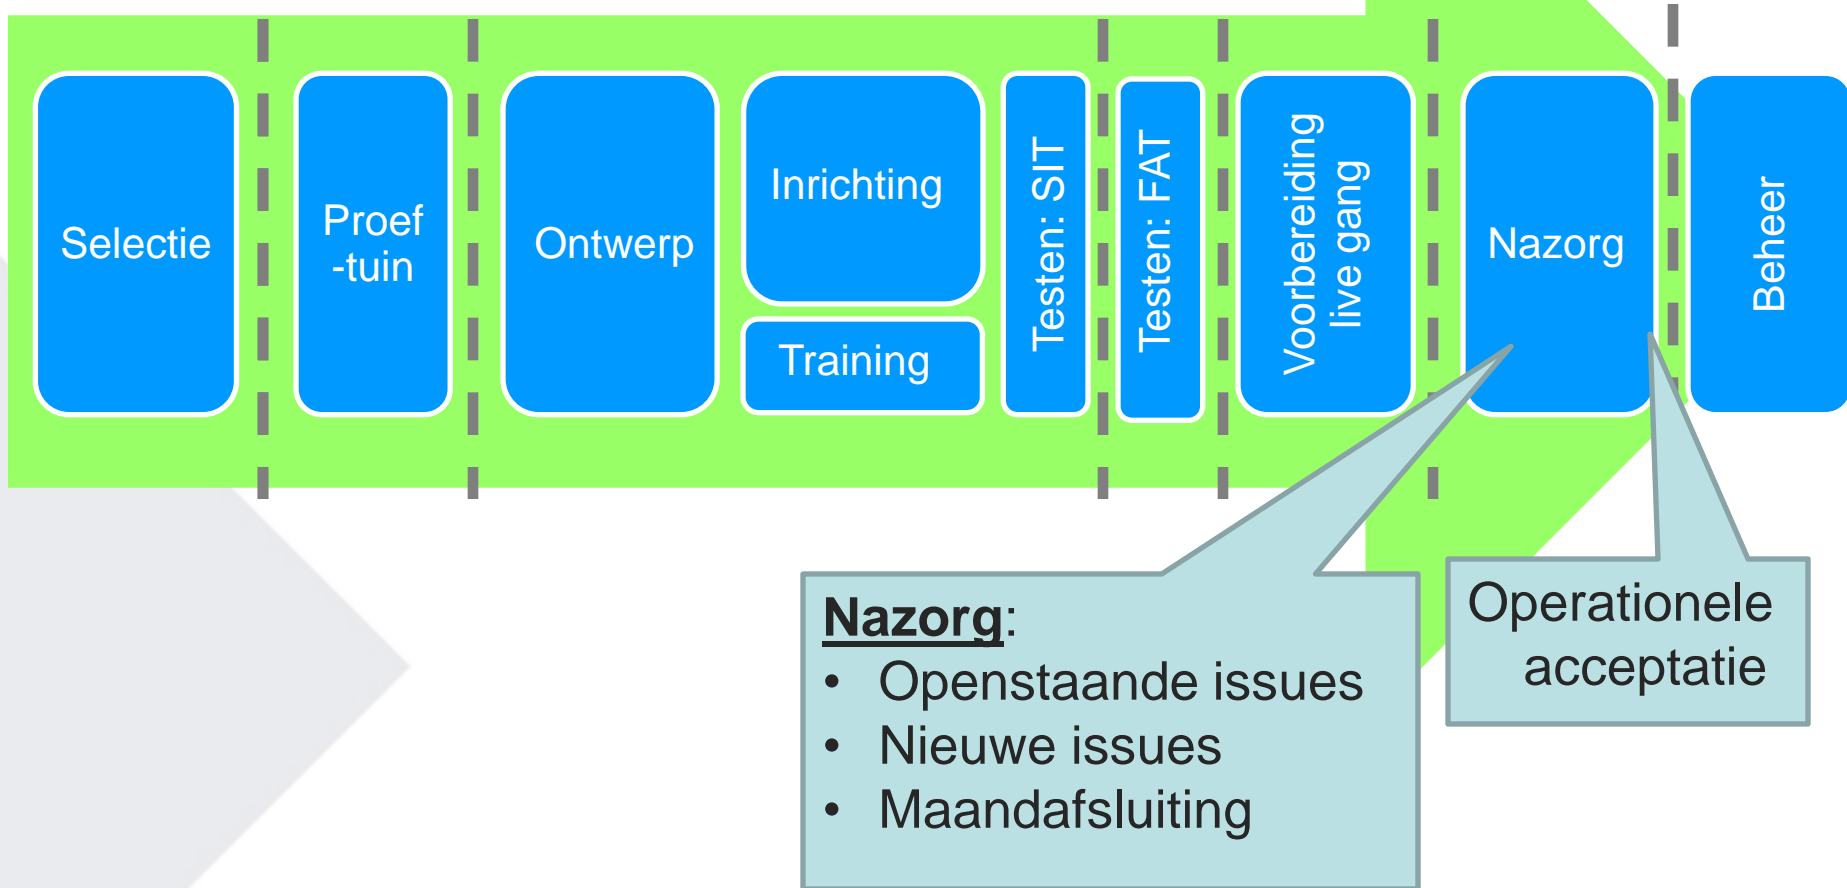 Selectie
Proef
-tuin
Ontwerp
Inrichting
Training
Testen: SIT
Testen: FAT
Voorbereiding
live gang
Nazorg
Beheer
Nazorg:
• Openstaande issues
• Nieuwe issues
• Maandafsluiting
Operationele
acceptatie